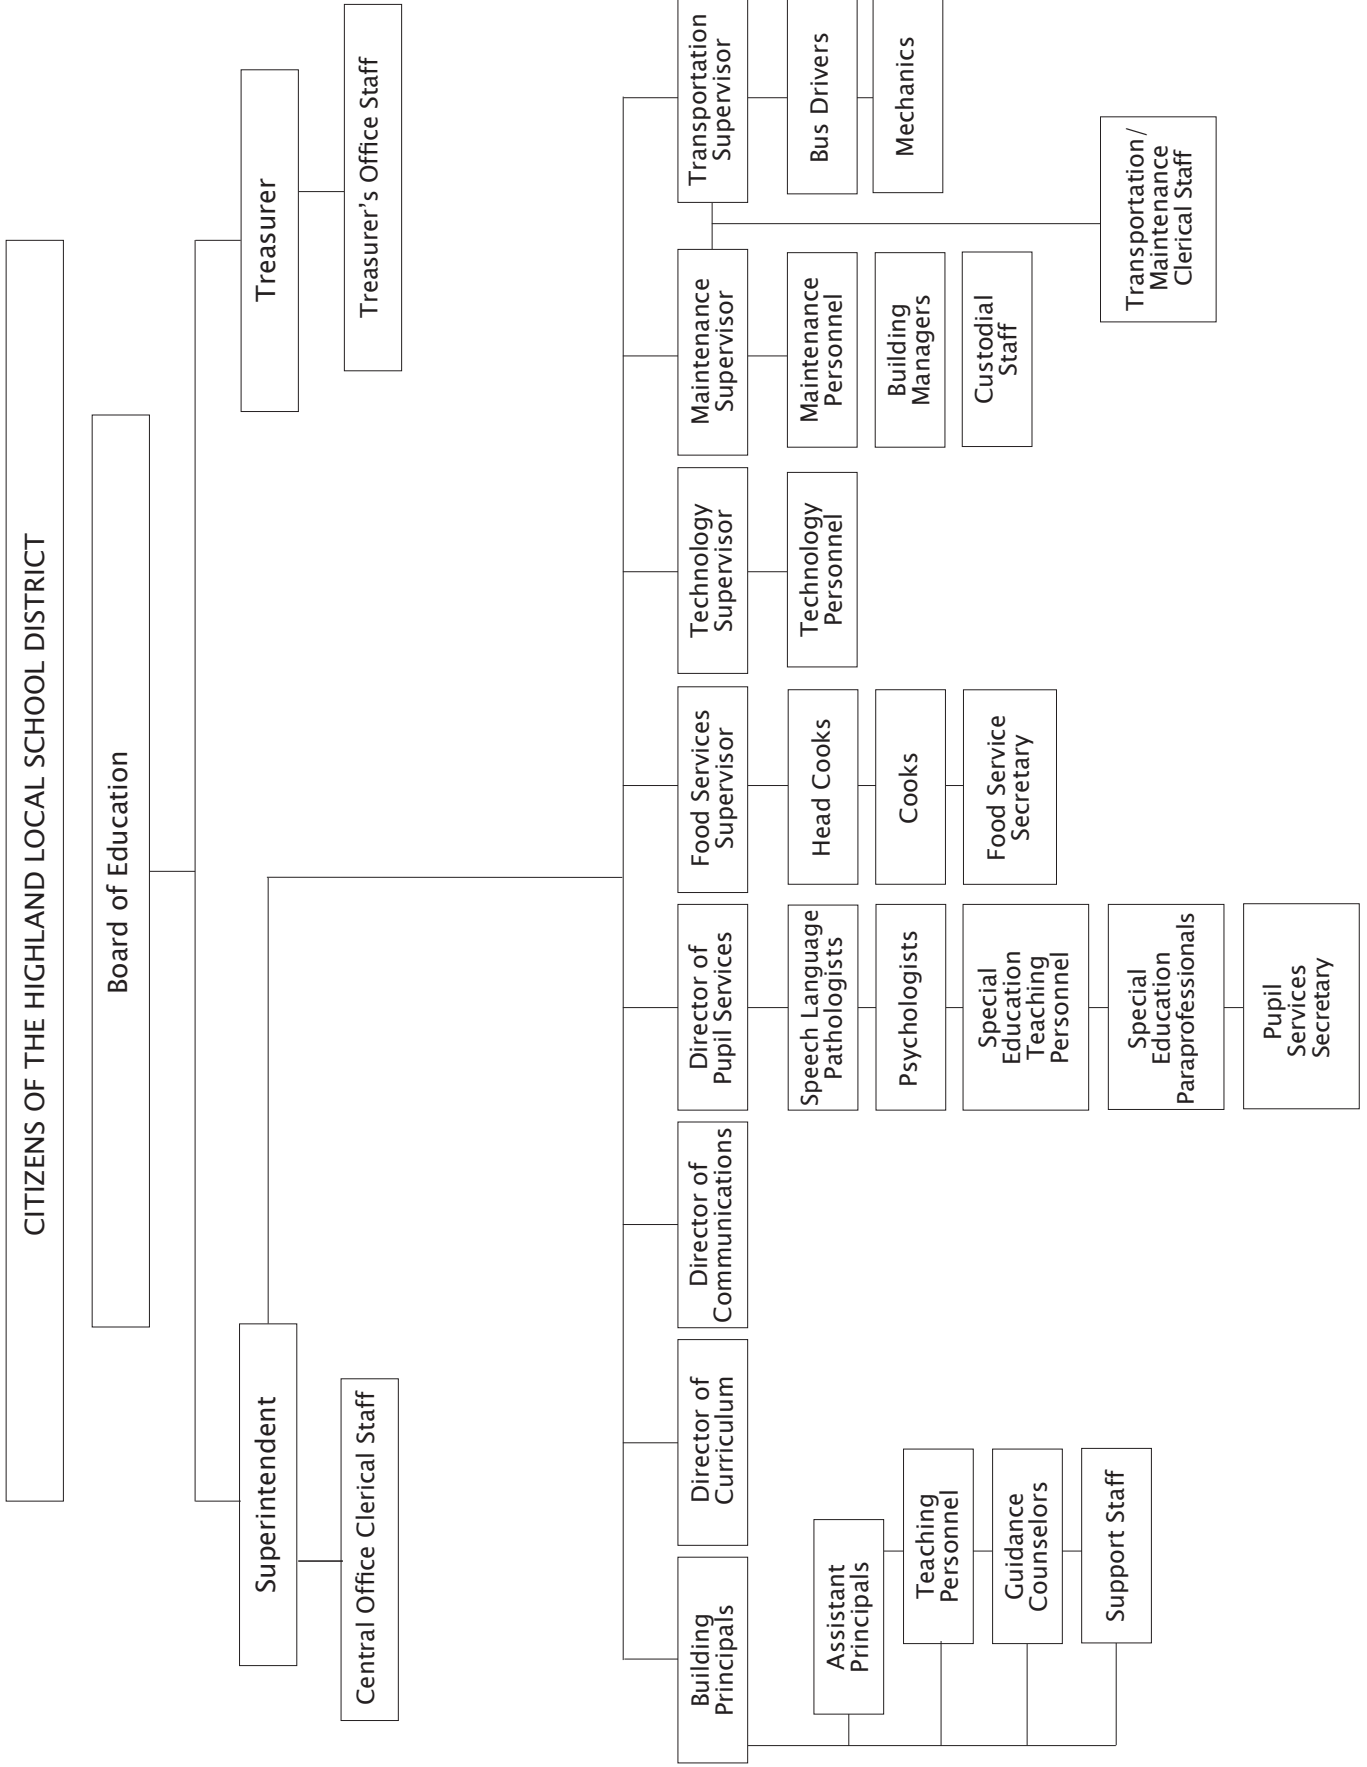 CITIZENS OF THE HIGHLAND LOCAL SCHOOL DISTRICT
Board of Education
Superintendent
Central Office Clerical Staff
Treasurer
Treasurer's Office Staff
Building
Principals
Assistant
Principals
Teaching
Personnel
Guidance
Counselors
Support Staff
Director of
Curriculum
Director of
Communications
Director of
Pupil Services
Speech Language
Pathologists
Psychologists
Special
Education
Teaching
Personnel
Special
Education
Paraprofessionals
Pupil
Services
Secretary
Food Services
Supervisor
Head Cooks
Cooks
Food Service
Secretary
Technology
Supervisor
Technology
Personnel
Maintenance
Supervisor
Maintenance
Personnel
Building
Managers
Custodial
Staff
Transportation
Supervisor
Bus Drivers
Mechanics
Transportation/
Maintenance
Clerical Staff